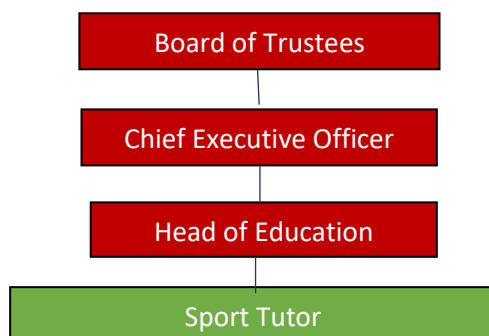 Board of Trustees
Chief Executive Officer
Head of Education
Sport Tutor